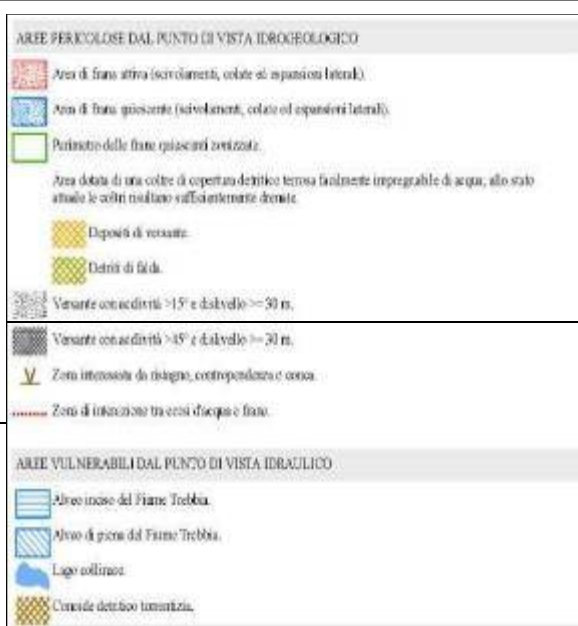 AREE PERICOLOSE DAL PUNTO DI VISTA IDROGEOLOGICO
Area di frana attiva (scivolamenti, colate ed espansioni laterali).
Area di frana quiescente (scivolamenti, colate ed espansioni laterali).
Perimetro delle frane quiescenti zonizzate.
Area dotata di una coltre di copertura detritico terrosa facilmente impregnabile di acqua, allo stato
attuale le coltri risultano sufficientemente drenate.
Depositi di versante.
Detriti di falda.
Versante con acclività >15° e dislivello >= 30 m.
Versante con acclività >45° e dislivello >= 30 m.
Zona interessata da ristagno, contropendenza o conca.
Zona di interazione tra corsi d'acqua e frane.
AREE VULNERABILI DAL PUNTO DI VISTA IDRAULICO
Alveo inciso del Fiume Trebbia.
Alveo di piena del Fiume Trebbia.
Lago collinare.
Conoide detritico torrentizia.